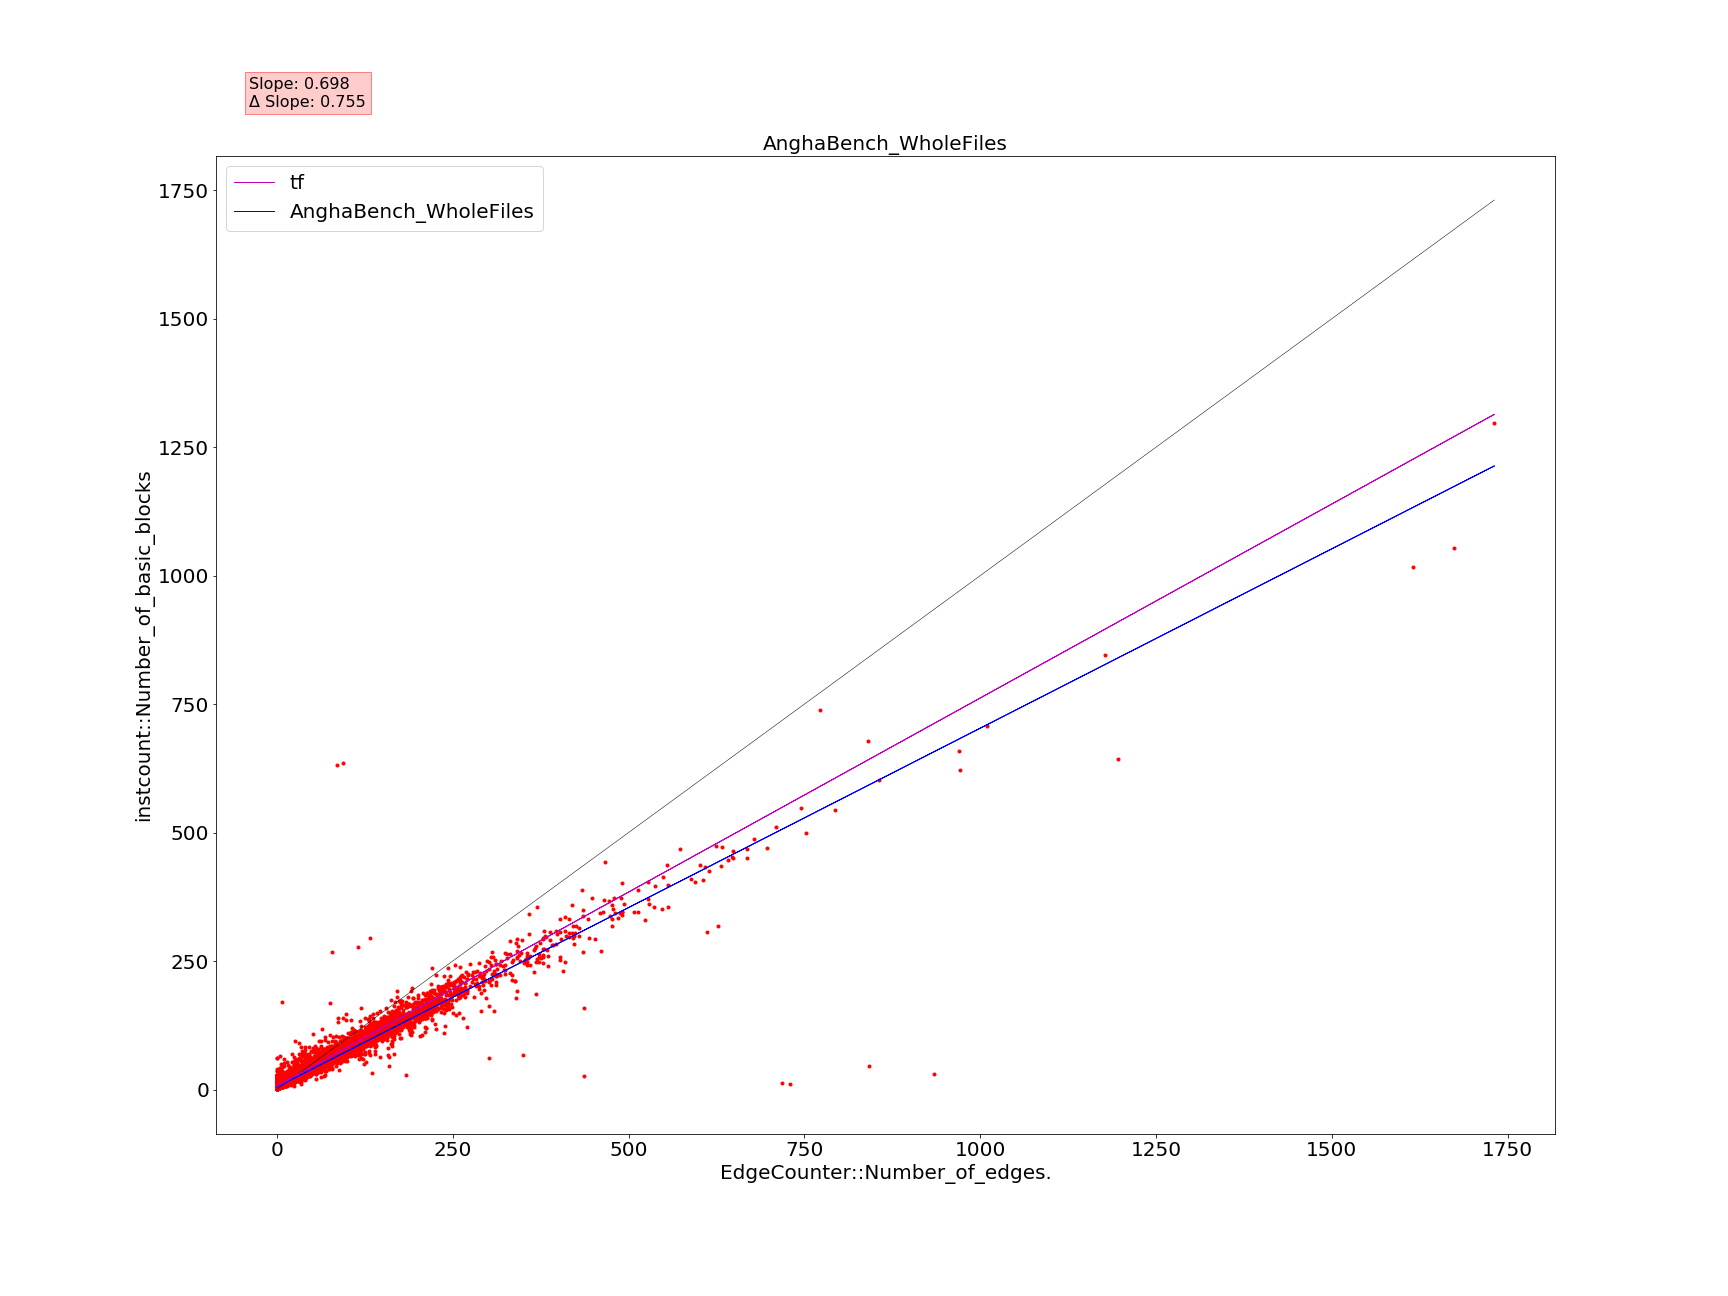 Slope: 0.698
Δ Slope: 0.755
AnghaBench_WholeFiles
tf
AnghaBench_WholeFiles
1750
1500
1250
1000
750
500
250
0
instcount::Number_of_basic_blocks
0 250 500 750 1000 1250 1500 1750
EdgeCounter::Number_of_edges.